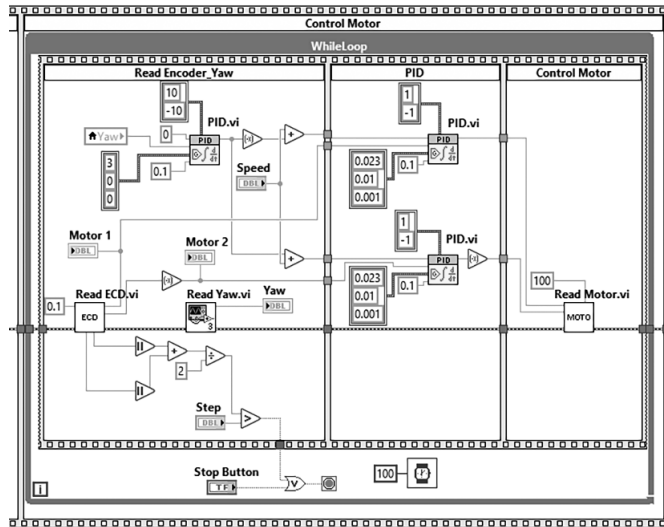 Control Motor
WhileLoop
Read Encoder_Yaw
PID
Control Motor
10
-10
PID.vi
Yaw
0
PID
3
0
0
0.1
Speed
DBL
1
-1
PID.vi
PID
0.023
0.01
0.001
0.1
Motor 1
DBL
Motor 2
DBL
1
-1
PID.vi
PID
0.023
0.01
0.001
0.1
Read ECD.vi
0.1
ECD
Read Yaw.vi
3
Yaw
DBL
100
Read Motor.vi
MOTO
+
+
+
÷
2
Step
DBL
>
Stop Button
TF
V
100
i